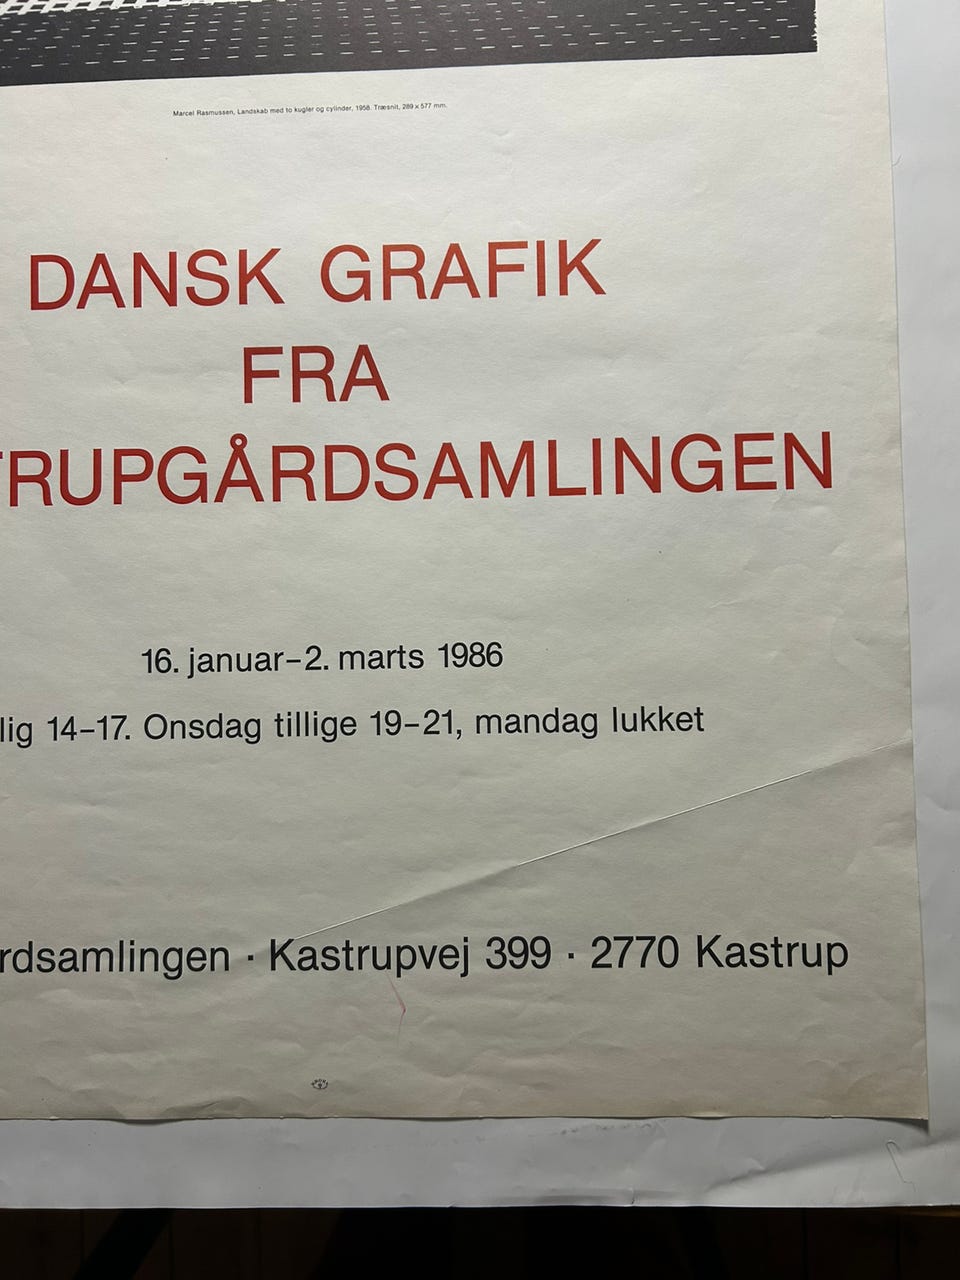 Marcel Rasmussen, Landskab med to kugler og cylinder, 1958. Træsnit, 289 x 577 mm.
DANSK GRAFIK
FRA
TRUPGÅRDSAMLINGEN
16. januar–2. marts 1986
lig 14–17. Onsdag tillige 19–21, mandag lukket
rdsamlingen · Kastrupvej 399 · 2770 Kastrup